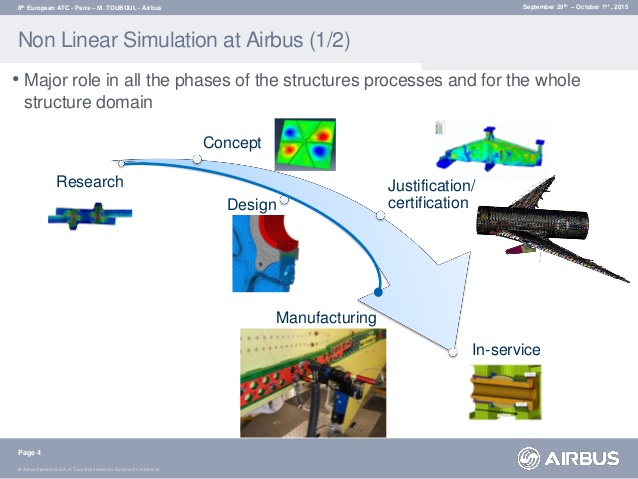 8th European ATC - Paris – M. TOUBOUL - Airbus
September 29th – October 1st , 2015
Non Linear Simulation at Airbus (1/2)
• Major role in all the phases of the structures processes and for the whole
structure domain
Concept
Research
Justification/
certification
Design
Manufacturing
In-service
Page 4
AIRBUS